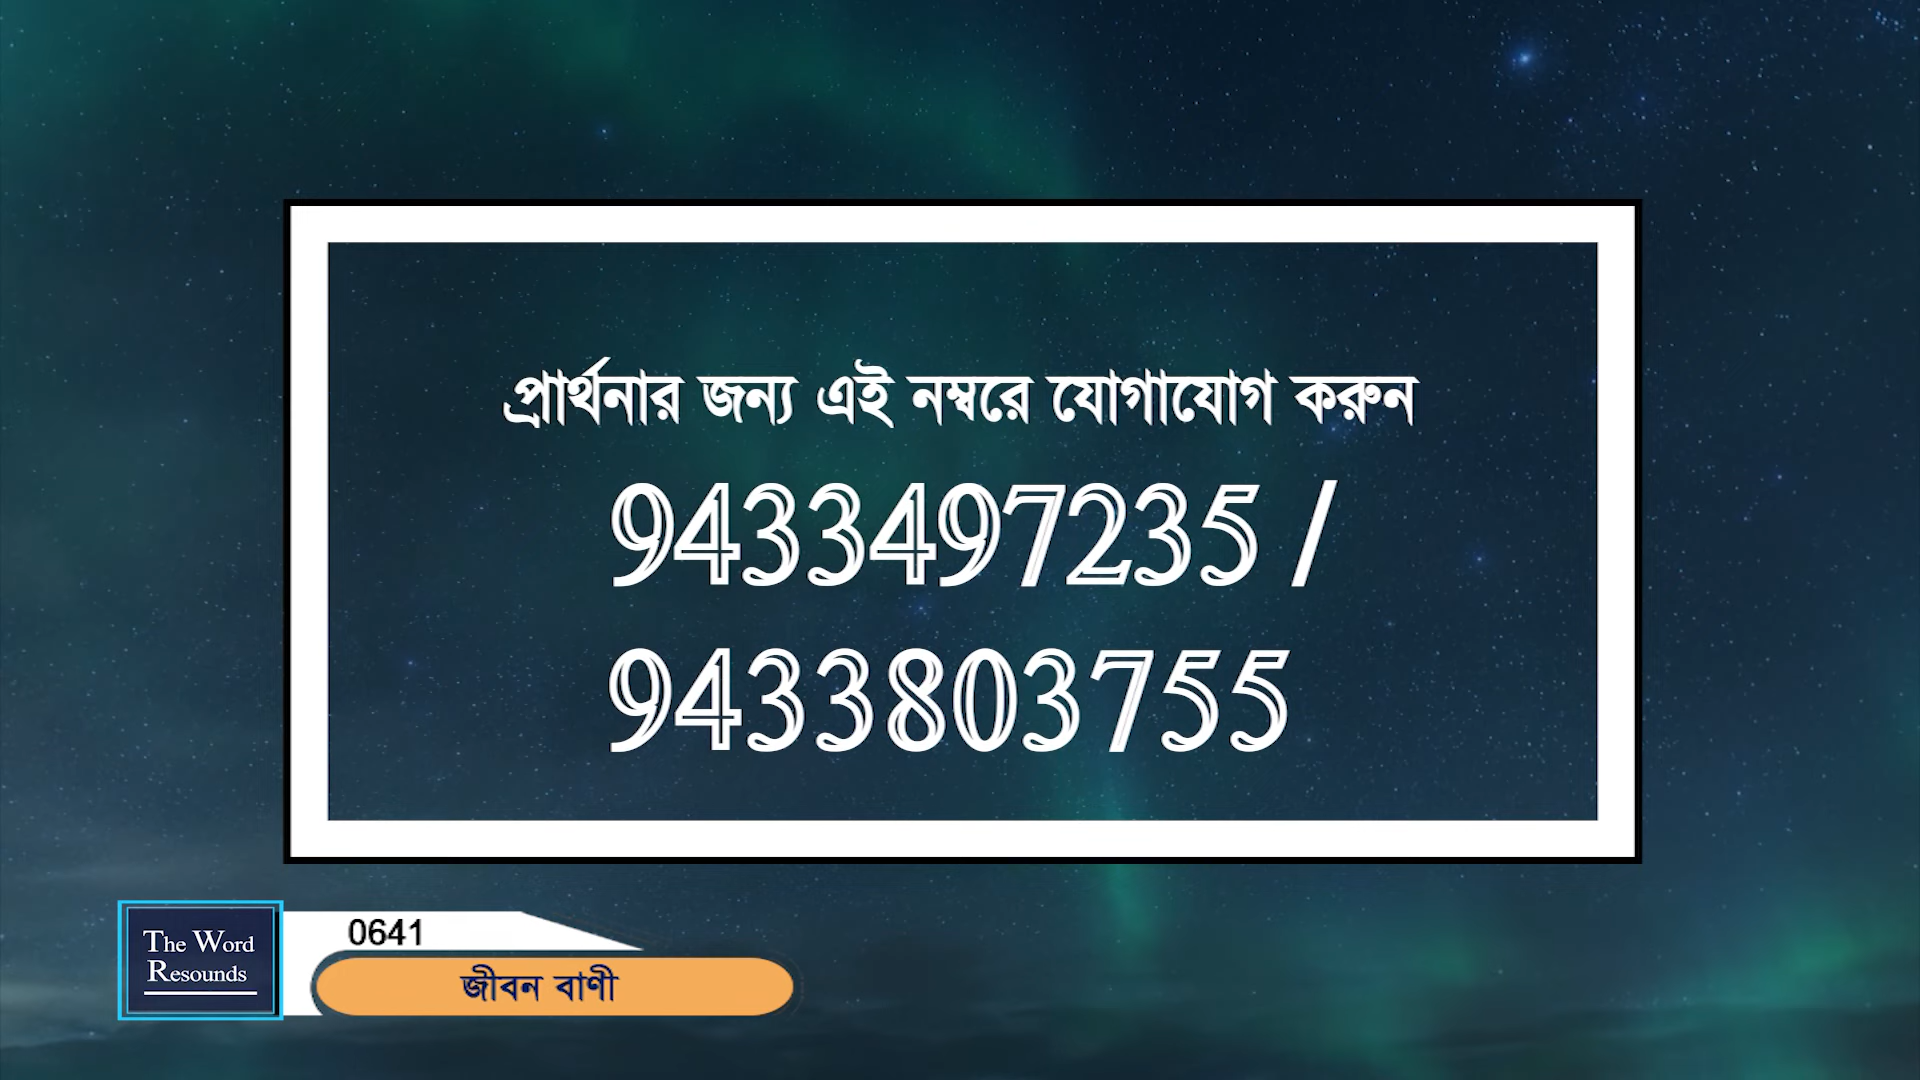 প্রার্থনার জন্য এই নম্বরে যোগাযোগ করুন
9433497235 /
9433803755
The Word
Resounds
0641
জীবন বাণী